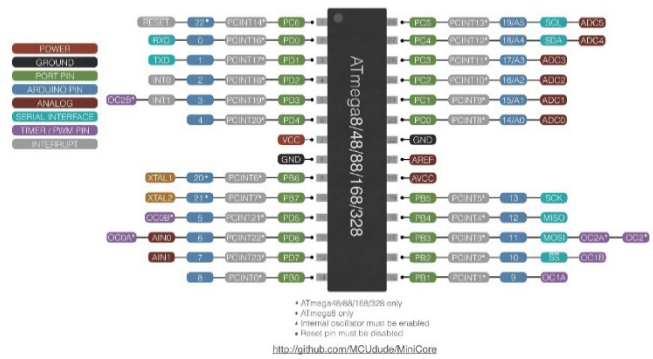 RESET 22* PCINT14* PC6 PC5 PCINT13* 19/A5 SCL ADC5
RXD 0 PCINT16* PD0 PC4 PCINT12* 18/A4 SDA ADC4
TXD 1 PCINT17* PD1 PC3 PCINT11* 17/A3 ADC3
INT0 2 PCINT18* PD2 PC2 PCINT10* 16/A2 ADC2
OC2B* INT1 3 PCINT19* PD3 PC1 PCINT9* 15/A1 ADC1
4 PCINT20* PD4 PC0 PCINT8* 14/A0 ADC0
VCC GND
GND AREF
XTAL1 20* PCINT6* PB6 AVCC
XTAL2 21* PCINT7* PB7 PB5 PCINT5* 13 SCK
OC0B* 5 PCINT21* PD5 PB4 PCINT4* 12 MISO
OC0A* AIN0 6 PCINT22* PD6 PB3 PCINT3* 11 MOSI OC2A* OC2*
AIN1 7 PCINT23* PD7 PB2 PCINT2* 10 SS OC1B
8 PCINT0* PB0 PB1 PCINT1* 9 OC1A
POWER
GROUND
PORT PIN
ARDUINO PIN
ANALOG
SERIAL INTERFACE
TIMER / PWM PIN
INTERRUPT
ATmega8/48/88/168/328
* ATmega48/88/168/328 only
* ATmega8 only
* Internal oscillator must be enabled
* Reset pin must be disabled
http://github.com/MCUdude/MiniCore